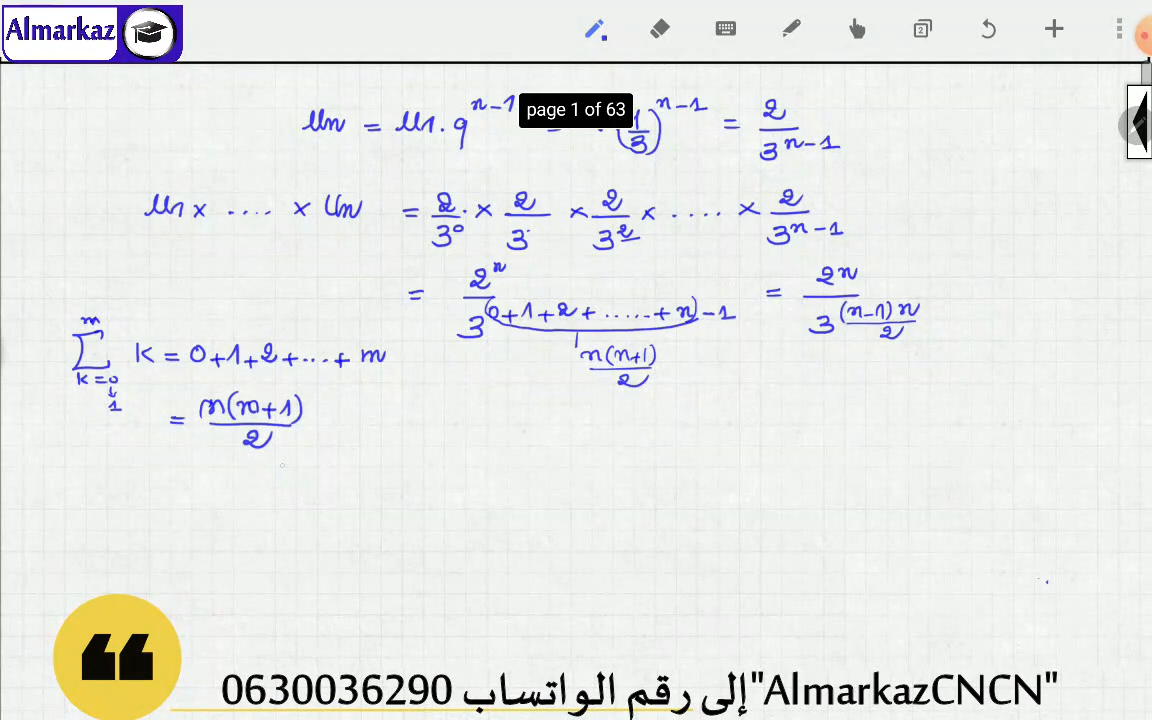 Almarkaz
2
page 1 of 63
Un = U1 . q^(n-1) = (1/3)^(n-1) = 2/3^(n-1)
U1 × .... × Un = 2/3^0 · × 2/3 × 2/3^2 × .... × 2/3^(n-1)
= 2^n/3^(0+1+2+.....+n)-1 = 2^n/3^((n-1)n/2)
n(n+1)/2
m
∑ K = 0+1+2+...+m
K=0
↓
1
= n(n+1)/2
"AlmarkazCNCN"إلى رقم الواتساب 0630036290